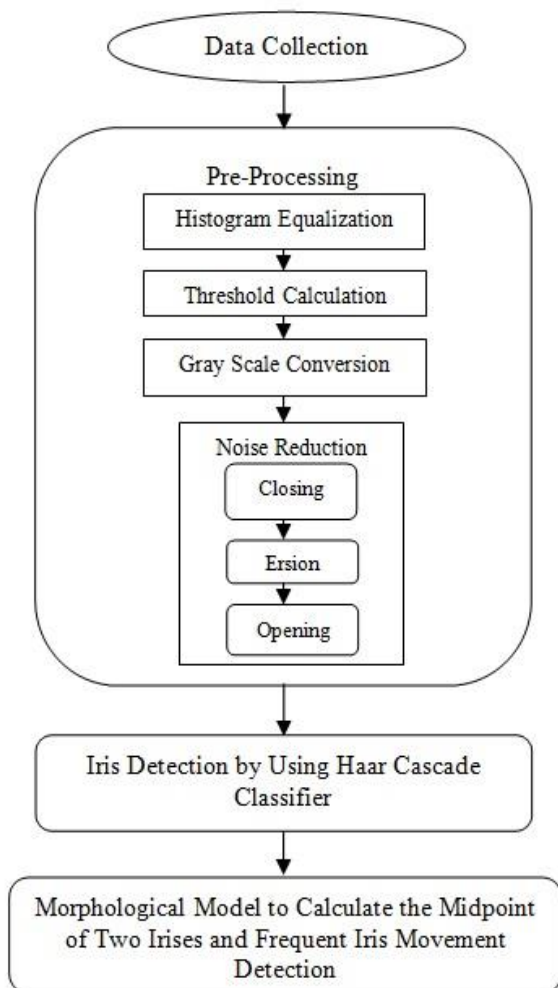 Data Collection
Pre-Processing
Histogram Equalization
Threshold Calculation
Gray Scale Conversion
Noise Reduction
Closing
Ersion
Opening
Iris Detection by Using Haar Cascade
Classifier
Morphological Model to Calculate the Midpoint
of Two Irises and Frequent Iris Movement
Detection